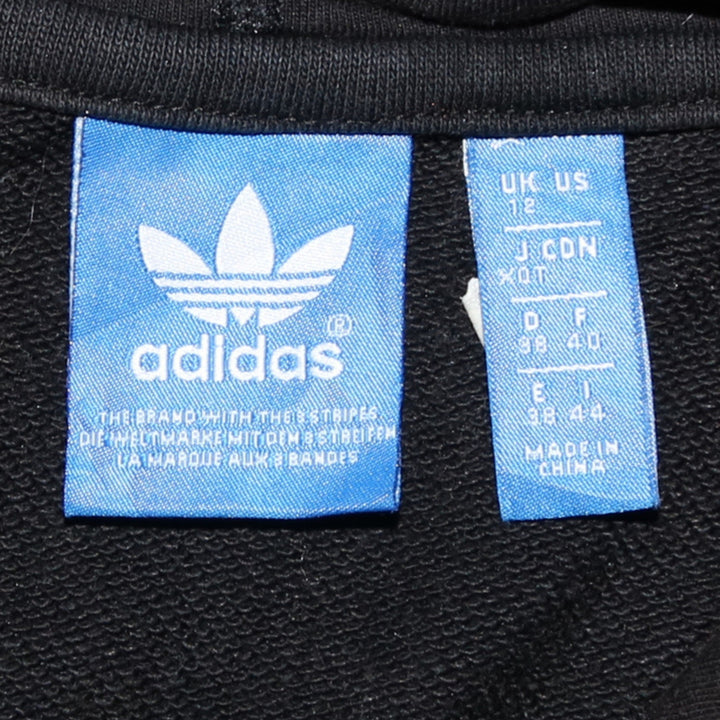 adidas ®
THE BRAND WITH THE 3 STRIPES
DIE WELTMARKE MIT DEN 3 STREIFEN
LA MARQUE AUX 3 BANDES
UK US
12
J CDN
XOT
D F
38 40
E I
38 44
MADE IN
CHINA